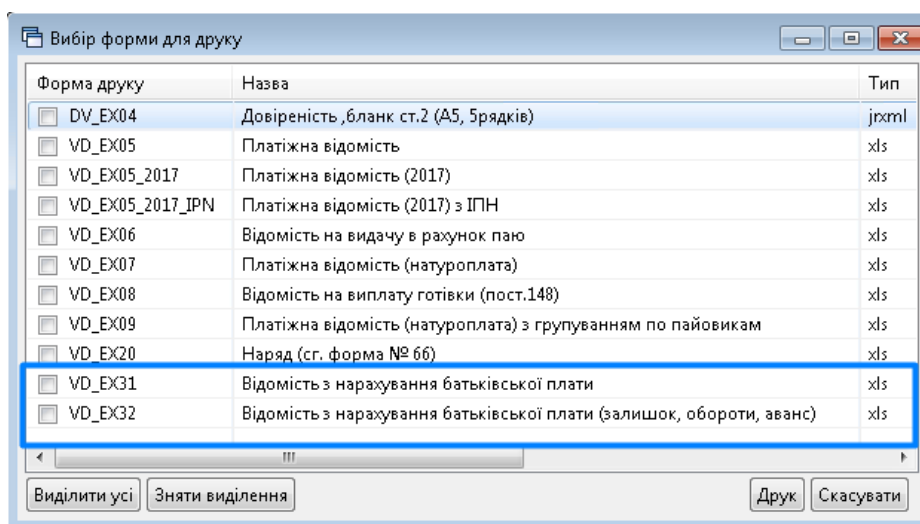 Вибір форми для друку
Форма друку Назва Тип
DV_EX04 Довіреність ,бланк ст.2 (А5, 5рядків) jrxml
VD_EX05 Платіжна відомість xls
VD_EX05_2017 Платіжна відомість (2017) xls
VD_EX05_2017_IPN Платіжна відомість (2017) з ІПН xls
VD_EX06 Відомість на видачу в рахунок паю xls
VD_EX07 Платіжна відомість (натуроплата) xls
VD_EX08 Відомість на виплату готівки (пост.148) xls
VD_EX09 Платіжна відомість (натуроплата) з групуванням по пайовикам xls
VD_EX20 Наряд (сг. форма № 66) xls
VD_EX31 Відомість з нарахування батьківської плати xls
VD_EX32 Відомість з нарахування батьківської плати (залишок, обороти, аванс) xls
Виділити усі Зняти виділення Друк Скасувати